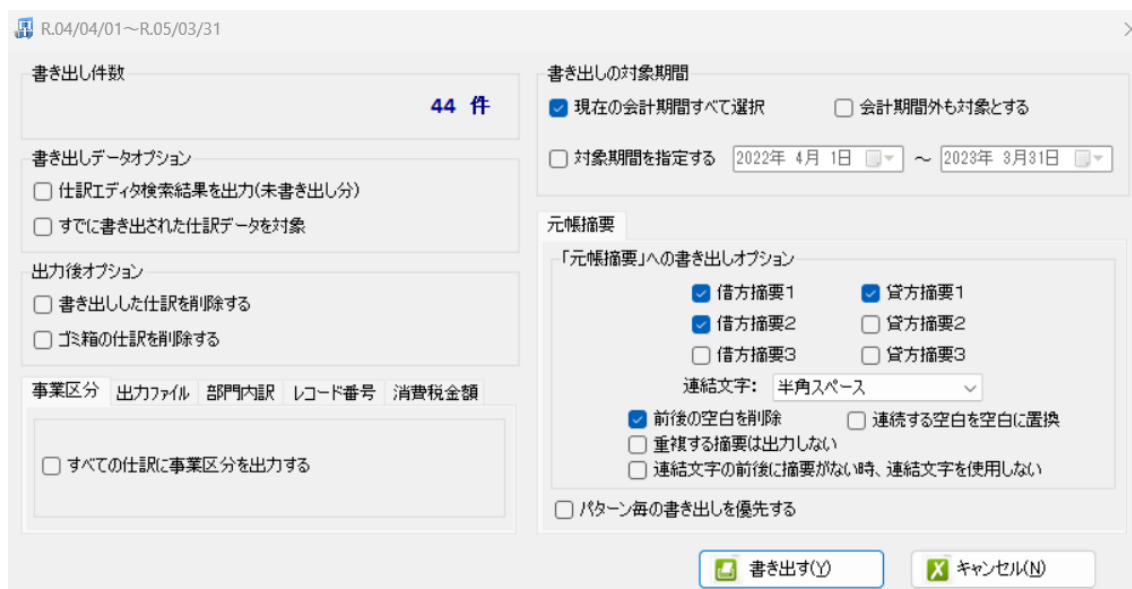 R.04/04/01～R.05/03/31
書き出し件数
44 件
書き出しデータオプション
仕訳エディタ検索結果を出力(未書き出し分)
すでに書き出された仕訳データを対象
出力後オプション
書き出しした仕訳を削除する
ゴミ箱の仕訳を削除する
事業区分 出力ファイル 部門内訳 レコード番号 消費税金額
すべての仕訳に事業区分を出力する
書き出しの対象期間
現在の会計期間すべて選択 会計期間外も対象とする
対象期間を指定する 2022年 4月 1日 ～ 2023年 3月31日
元帳摘要
「元帳摘要」への書き出しオプション
借方摘要1 貸方摘要1
借方摘要2 貸方摘要2
借方摘要3 貸方摘要3
連結文字： 半角スペース
前後の空白を削除 連続する空白を空白に置換
重複する摘要は出力しない
連結文字の前後に摘要がない時、連結文字を使用しない
パターン毎の書き出しを優先する
書き出す(Y) キャンセル(N)